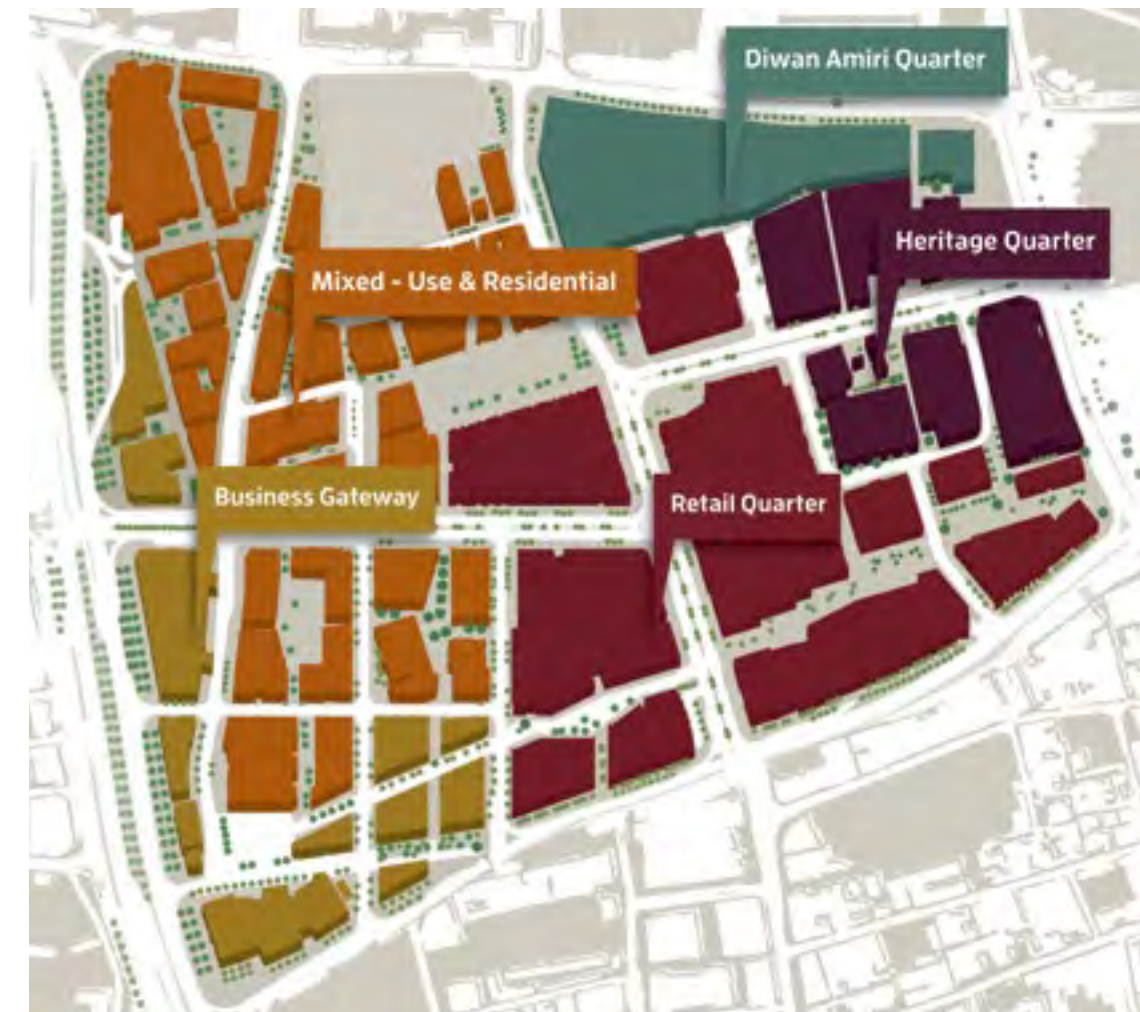 Diwan Amiri Quarter
Heritage Quarter
Mixed - Use & Residential
Business Gateway
Retail Quarter